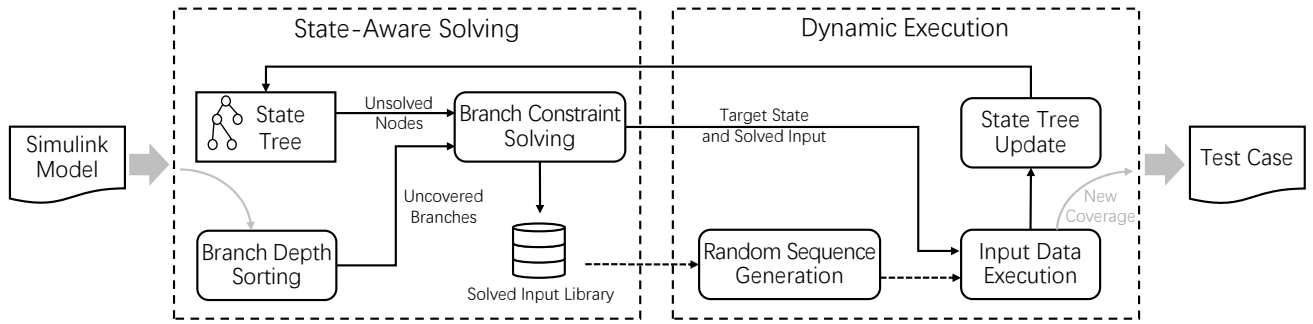 State-Aware Solving
Dynamic Execution
Simulink
Model
State
Tree
Unsolved
Nodes
Branch Constraint
Solving
Target State
and Solved Input
State Tree
Update
Test Case
Uncovered
Branches
New
Coverage
Branch Depth
Sorting
Solved Input Library
Random Sequence
Generation
Input Data
Execution